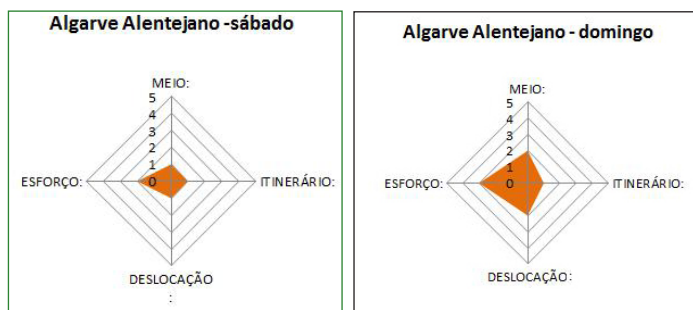 Algarve Alentejano -sábado
MEIO:
5
4
3
2
1
0
ESFORÇO:
ITINERÁRIO:
DESLOCAÇÃO
:
Algarve Alentejano - domingo
MEIO:
5
4
3
2
1
0
ESFORÇO:
ITINERÁRIO:
DESLOCAÇÃO: